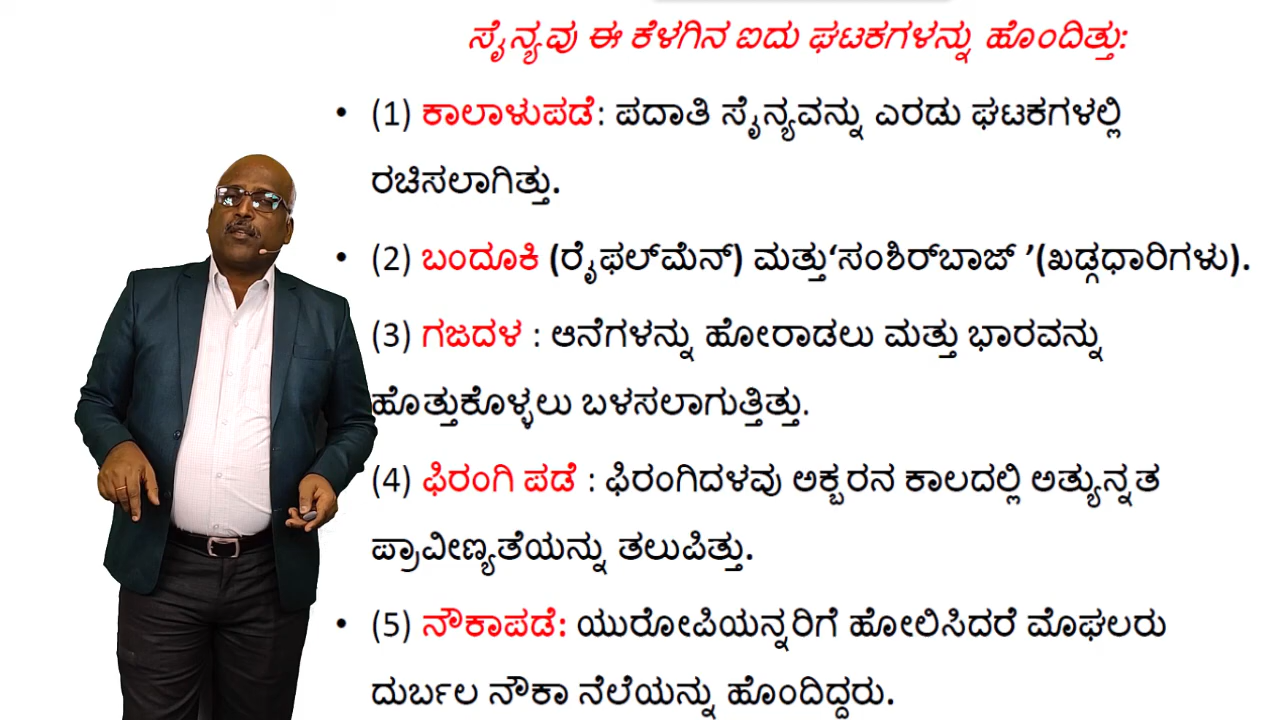 ಸೈನ್ಯವು ಈ ಕೆಳಗಿನ ಐದು ಘಟಕಗಳನ್ನು ಹೊಂದಿತ್ತು:
• (1) ಕಾಲಾಳುಪಡೆ: ಪದಾತಿ ಸೈನ್ಯವನ್ನು ಎರಡು ಘಟಕಗಳಲ್ಲಿ
ರಚಿಸಲಾಗಿತ್ತು.
• (2) ಬಂದೂಕಿ (ರೈಫಲ್‌ಮೆನ್) ಮತ್ತು‘ಸಂಶಿರ್‌ಬಾಜ್ ’(ಖಡ್ಗಧಾರಿಗಳು).
(3) ಗಜದಳ : ಆನೆಗಳನ್ನು ಹೋರಾಡಲು ಮತ್ತು ಭಾರವನ್ನು
ಹೊತ್ತುಕೊಳ್ಳಲು ಬಳಸಲಾಗುತ್ತಿತ್ತು.
(4) ಫಿರಂಗಿ ಪಡೆ : ಫಿರಂಗಿದಳವು ಅಕ್ಬರನ ಕಾಲದಲ್ಲಿ ಅತ್ಯುನ್ನತ
ಪ್ರಾವೀಣ್ಯತೆಯನ್ನು ತಲುಪಿತ್ತು.
• (5) ನೌಕಾಪಡೆ: ಯುರೋಪಿಯನ್ನರಿಗೆ ಹೋಲಿಸಿದರೆ ಮೊಘಲರು
ದುರ್ಬಲ ನೌಕಾ ನೆಲೆಯನ್ನು ಹೊಂದಿದ್ದರು.